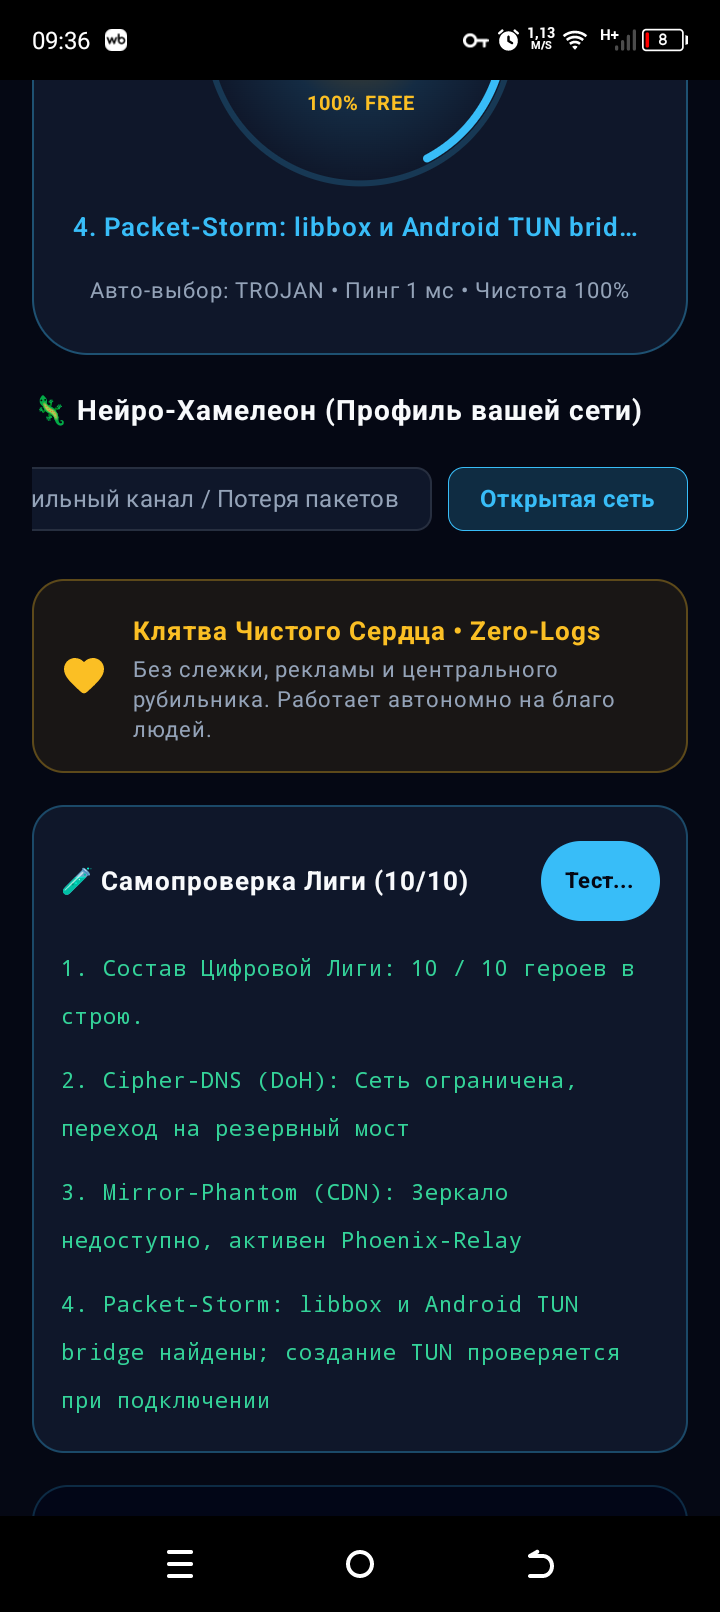 09:36 wb 1,13 M/S H+ 8
100% FREE
4. Packet-Storm: libbox и Android TUN brid...
Авто-выбор: TROJAN • Пинг 1 мс • Чистота 100%
🦎 Нейро-Хамелеон (Профиль вашей сети)
ильный канал / Потеря пакетов
Открытая сеть
Клятва Чистого Сердца • Zero-Logs
Без слежки, рекламы и центрального
рубильника. Работает автономно на благо
людей.
🧪 Самопроверка Лиги (10/10)
Тест...
1. Состав Цифровой Лиги: 10 / 10 героев в
строю.
2. Cipher-DNS (DoH): Сеть ограничена,
переход на резервный мост
3. Mirror-Phantom (CDN): Зеркало
недоступно, активен Phoenix-Relay
4. Packet-Storm: libbox и Android TUN
bridge найдены; создание TUN проверяется
при подключении